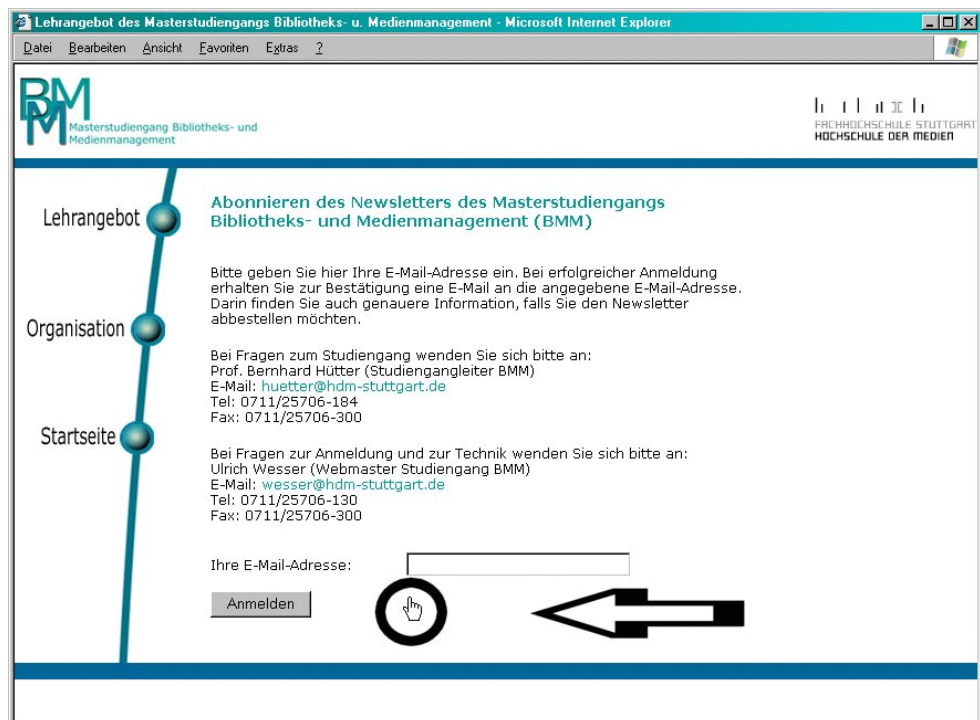 Lehrangebot des Masterstudiengangs Bibliotheks- u. Medienmanagement - Microsoft Internet Explorer
Datei Bearbeiten Ansicht Favoriten Extras ?
BMM
Masterstudiengang Bibliotheks- und
Medienmanagement
FACHHOCHSCHULE STUTTGART
HOCHSCHULE DER MEDIEN
Lehrangebot
Organisation
Startseite
Abonnieren des Newsletters des Masterstudiengangs
Bibliotheks- und Medienmanagement (BMM)
Bitte geben Sie hier Ihre E-Mail-Adresse ein. Bei erfolgreicher Anmeldung
erhalten Sie zur Bestätigung eine E-Mail an die angegebene E-Mail-Adresse.
Darin finden Sie auch genauere Information, falls Sie den Newsletter
abbestellen möchten.
Bei Fragen zum Studiengang wenden Sie sich bitte an:
Prof. Bernhard Hütter (Studiengangleiter BMM)
E-Mail: huetter@hdm-stuttgart.de
Tel: 0711/25706-184
Fax: 0711/25706-300
Bei Fragen zur Anmeldung und zur Technik wenden Sie sich bitte an:
Ulrich Wesser (Webmaster Studiengang BMM)
E-Mail: wesser@hdm-stuttgart.de
Tel: 0711/25706-130
Fax: 0711/25706-300
Ihre E-Mail-Adresse:
Anmelden